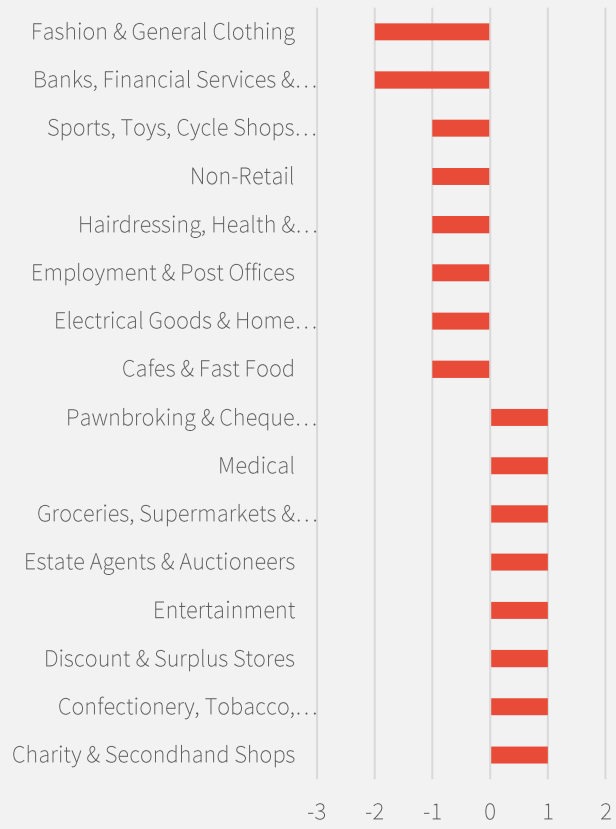 Fashion & General Clothing
Banks, Financial Services &…
Sports, Toys, Cycle Shops…
Non-Retail
Hairdressing, Health &…
Employment & Post Offices
Electrical Goods & Home…
Cafes & Fast Food
Pawnbroking & Cheque…
Medical
Groceries, Supermarkets &…
Estate Agents & Auctioneers
Entertainment
Discount & Surplus Stores
Confectionery, Tobacco,…
Charity & Secondhand Shops
-3 -2 -1 0 1 2